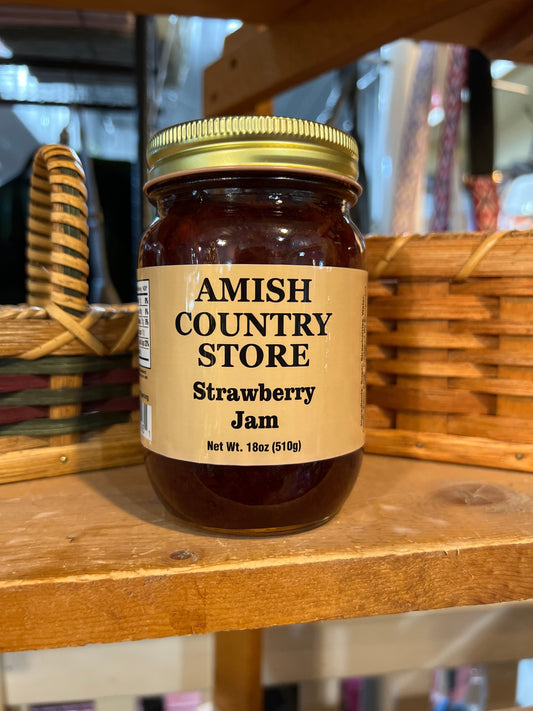 AMISH
COUNTRY
STORE
Strawberry
Jam
Net Wt. 18oz (510g)